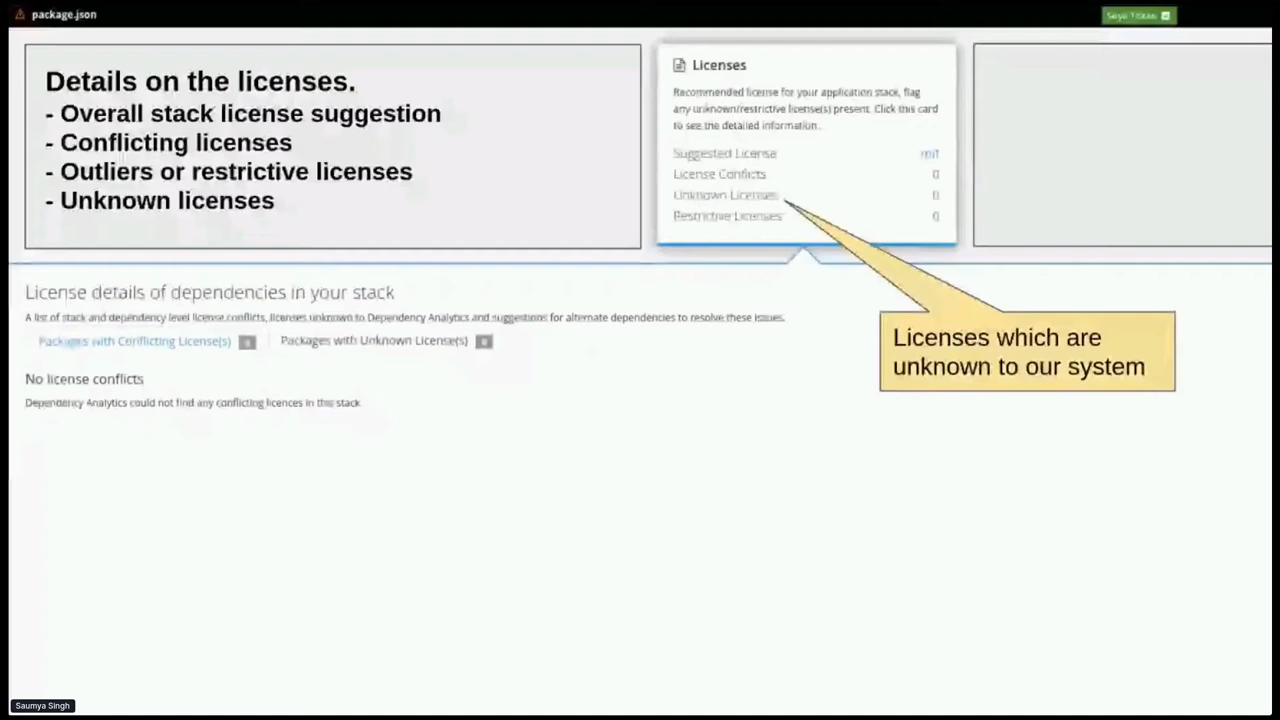 package.json
Details on the licenses.
- Overall stack license suggestion
- Conflicting licenses
- Outliers or restrictive licenses
- Unknown licenses
Licenses
Recommended license for your application stack, flag
any unknown/restrictive license(s) present. Click this card
to see the detailed information.
Suggested License mit
License Conflicts 0
Unknown Licenses 0
Restrictive Licenses 0
Licenses which are
unknown to our system
License details of dependencies in your stack
A list of stack and dependency level license conflicts, licenses unknown to Dependency Analytics and suggestions for alternate dependencies to resolve these issues.
Packages with Conflicting License(s) 0 Packages with Unknown License(s) 0
No license conflicts
Dependency Analytics could not find any conflicting licences in this stack
Saumya Singh